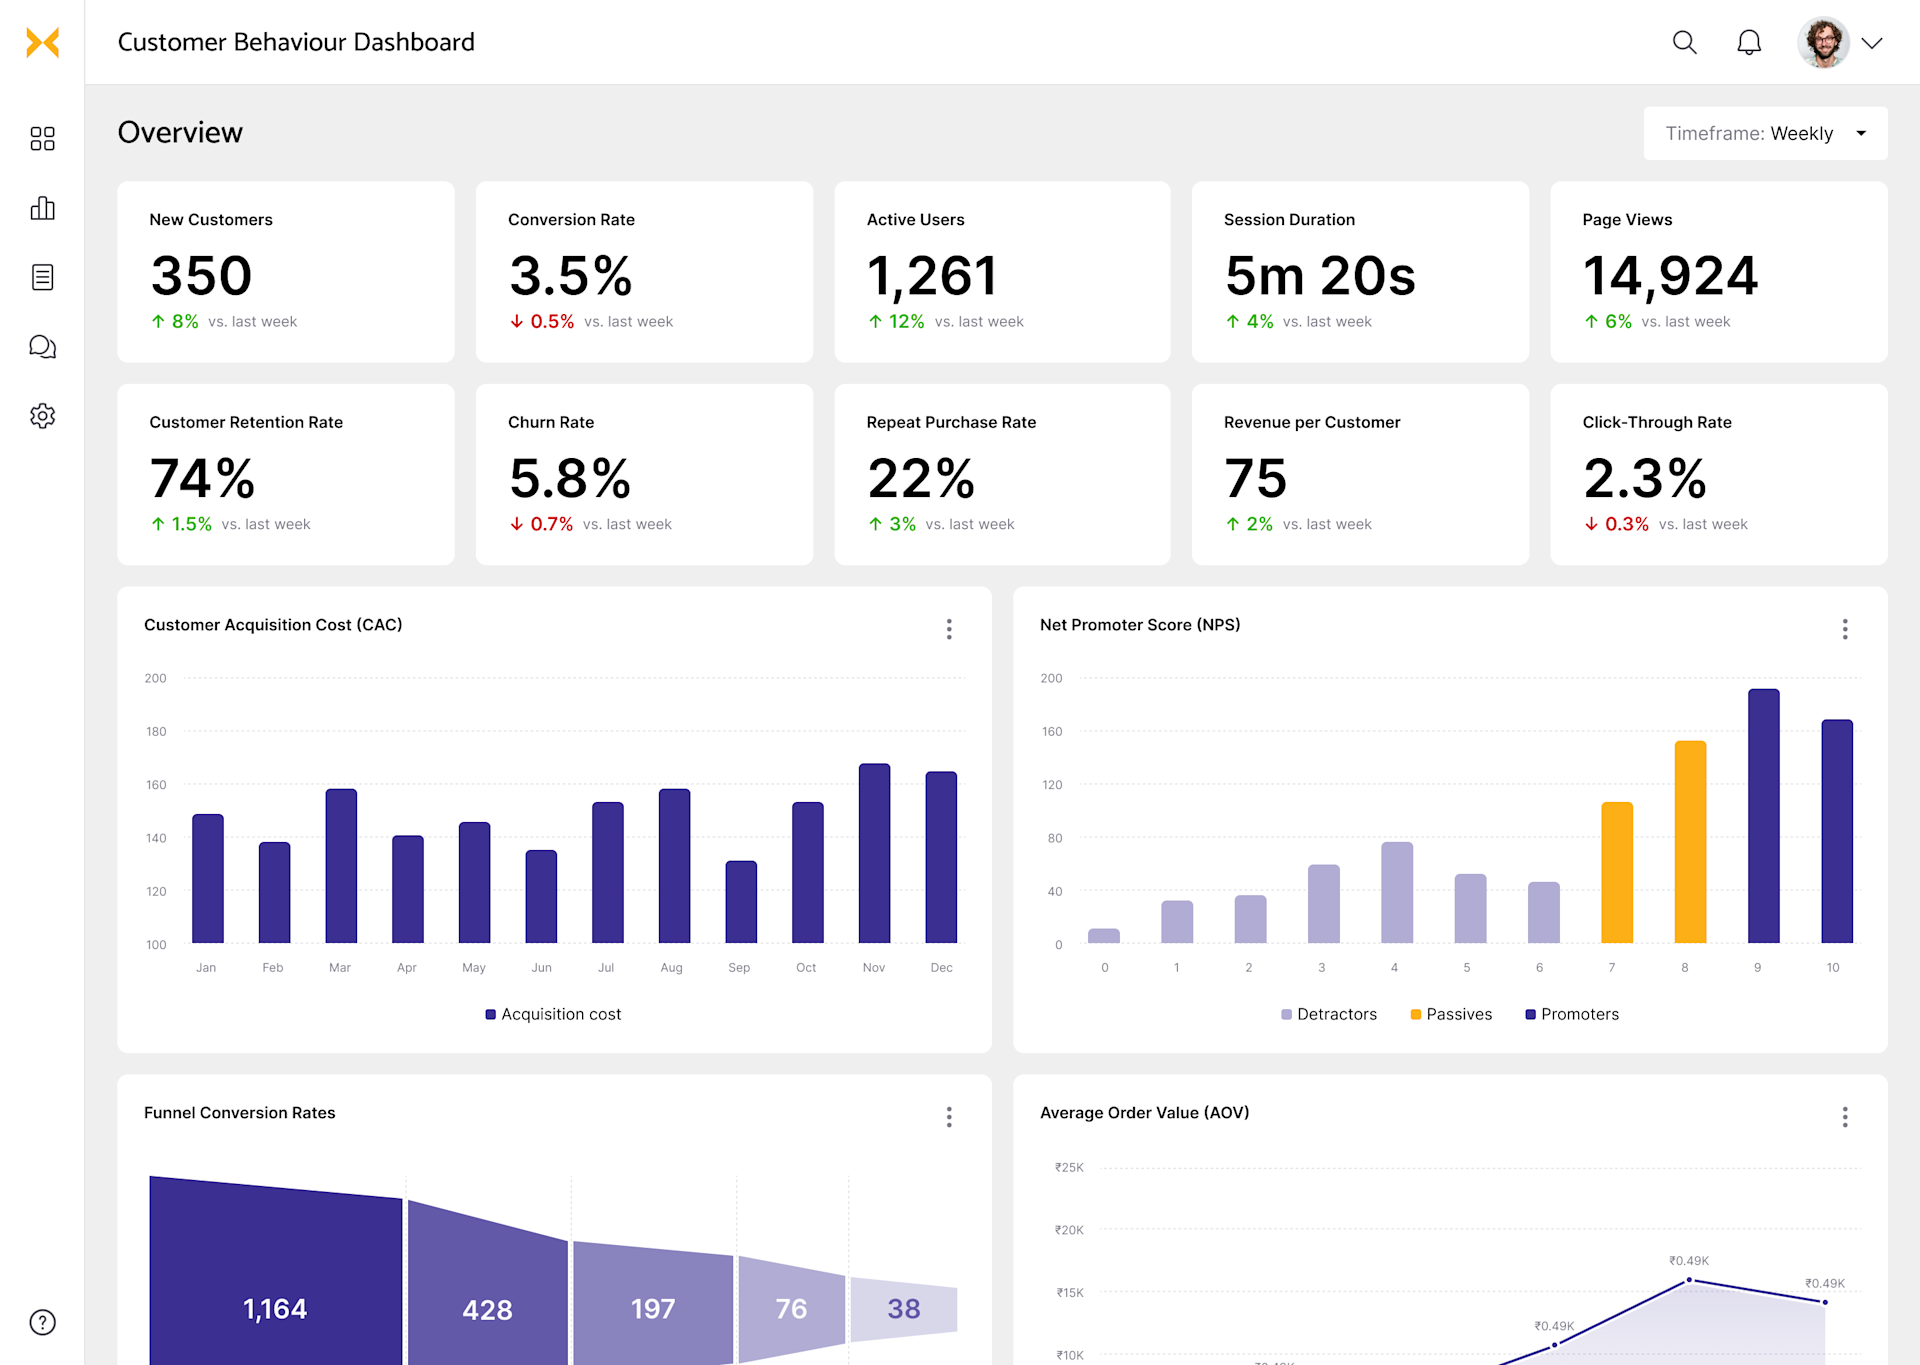 Customer Behaviour Dashboard
Overview
Timeframe: Weekly
New Customers
350
↑ 8% vs. last week
Conversion Rate
3.5%
↓ 0.5% vs. last week
Active Users
1,261
↑ 12% vs. last week
Session Duration
5m 20s
↑ 4% vs. last week
Page Views
14,924
↑ 6% vs. last week
Customer Retention Rate
74%
↑ 1.5% vs. last week
Churn Rate
5.8%
↓ 0.7% vs. last week
Repeat Purchase Rate
22%
↑ 3% vs. last week
Revenue per Customer
75
↑ 2% vs. last week
Click-Through Rate
2.3%
↓ 0.3% vs. last week
Customer Acquisition Cost (CAC)
200
180
160
140
120
100
Jan Feb Mar Apr May Jun Jul Aug Sep Oct Nov Dec
Acquisition cost
Net Promoter Score (NPS)
200
160
120
80
40
0
0 1 2 3 4 5 6 7 8 9 10
Detractors Passives Promoters
Funnel Conversion Rates
1,164 428 197 76 38
Average Order Value (AOV)
₹25K
₹20K
₹15K
₹10K
₹0.49K
₹0.49K
₹0.49K
?